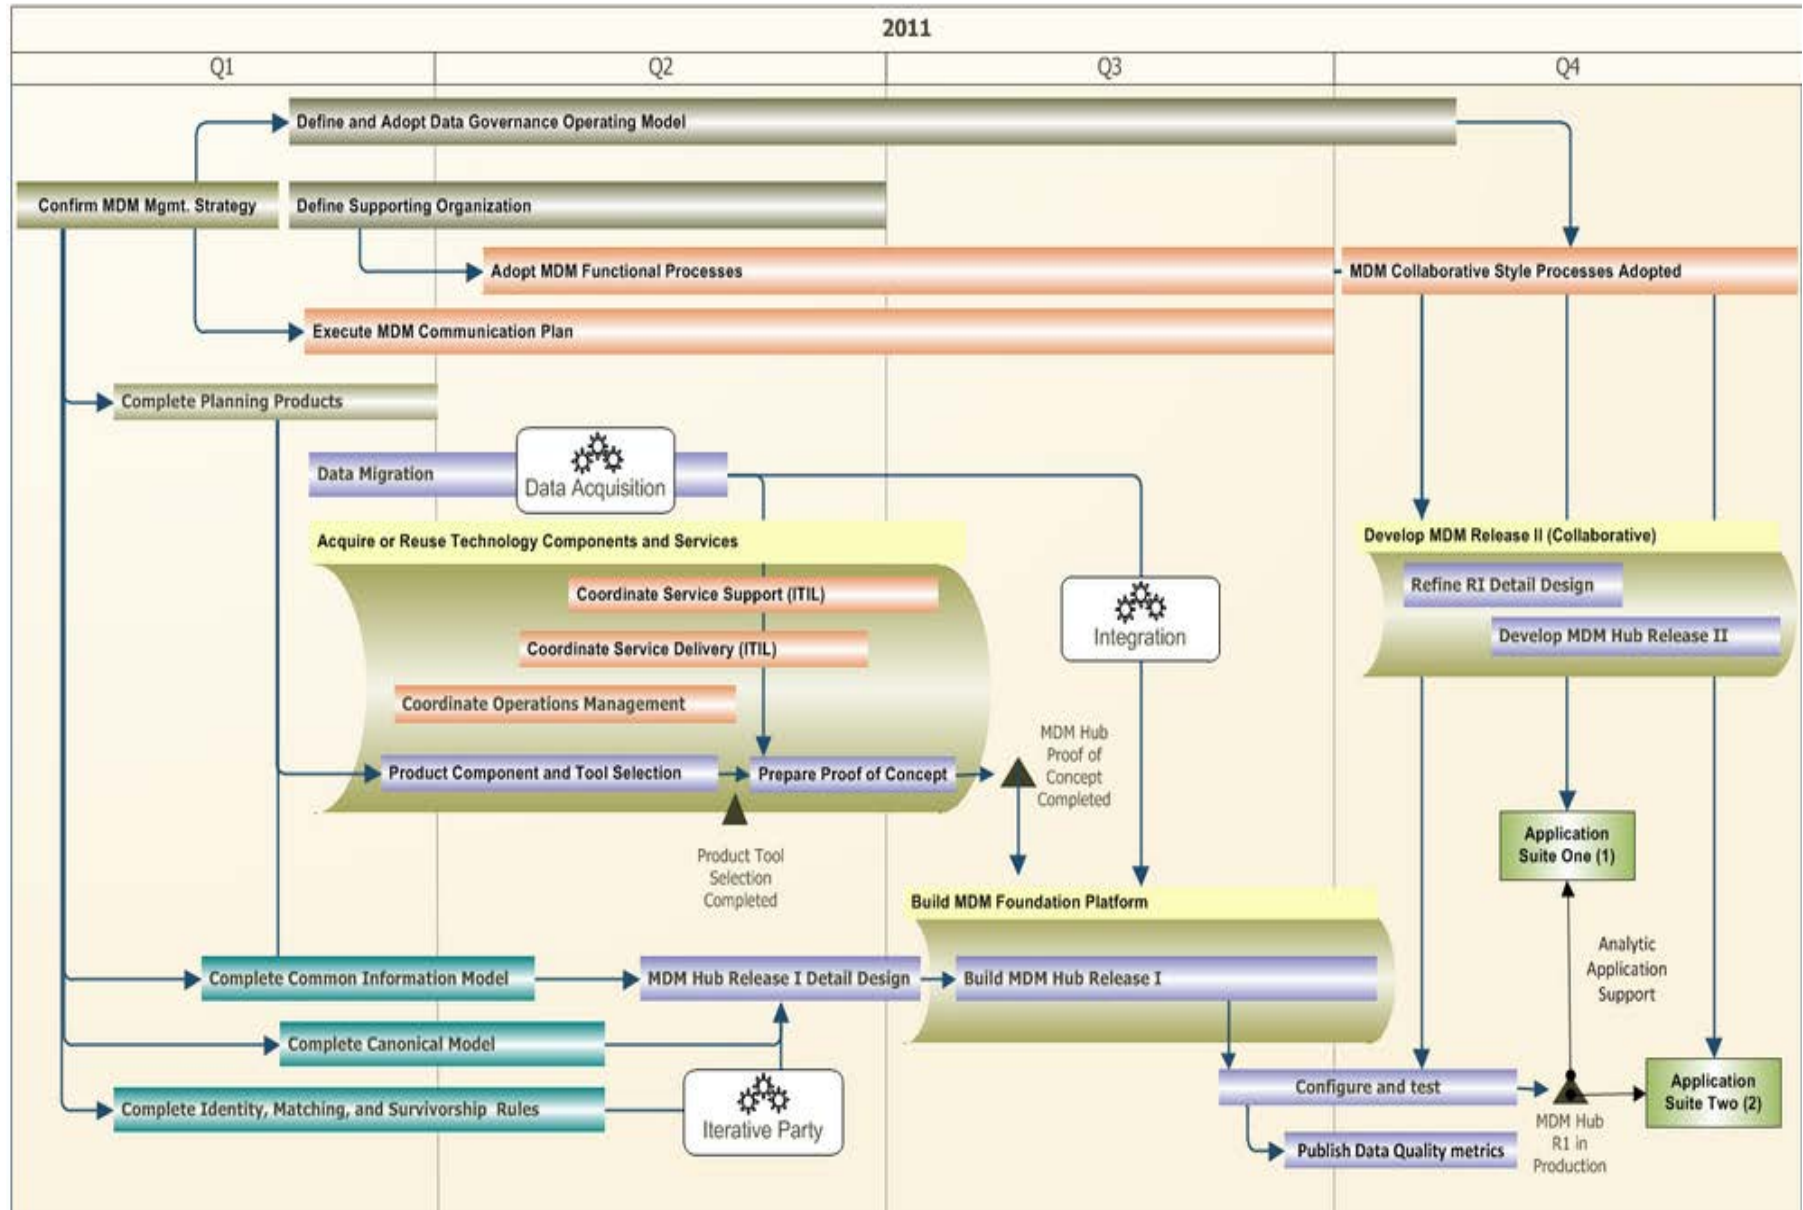 2011
Q1
Q2
Q3
Q4
Define and Adopt Data Governance Operating Model
Confirm MDM Mgmt. Strategy
Define Supporting Organization
Adopt MDM Functional Processes
MDM Collaborative Style Processes Adopted
Execute MDM Communication Plan
Complete Planning Products
Data Migration
Data Acquisition
Acquire or Reuse Technology Components and Services
Develop MDM Release II (Collaborative)
Coordinate Service Support (ITIL)
Refine RI Detail Design
Integration
Develop MDM Hub Release II
Coordinate Service Delivery (ITIL)
Coordinate Operations Management
MDM Hub
Proof of
Concept
Completed
Product Component and Tool Selection
Prepare Proof of Concept
Product Tool
Selection
Completed
Application
Suite One (1)
Build MDM Foundation Platform
Analytic
Application
Support
Complete Common Information Model
MDM Hub Release I Detail Design
Build MDM Hub Release I
Complete Canonical Model
Complete Identity, Matching, and Survivorship Rules
Iterative Party
Configure and test
MDM Hub
R1 in
Production
Application
Suite Two (2)
Publish Data Quality metrics